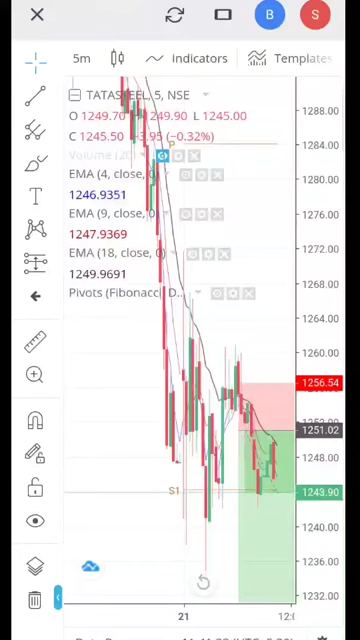 B
S
5m
Indicators
Templates
TATASTEEL, 5, NSE
O 1249.70 1249.90 L 1245.00
C 1245.50 -3.95 (−0.32%)
P
Volume (20)
EMA (4, close, 0)
1246.9351
EMA (9, close, 0)
1247.9369
EMA (18, close, 0)
1249.9691
Pivots (Fibonacci, D...
S1
1288.00
1284.00
1280.00
1276.00
1272.00
1268.00
1264.00
1260.00
1256.54
1251.02
1248.00
1243.90
1240.00
1236.00
1232.00
21
12:0